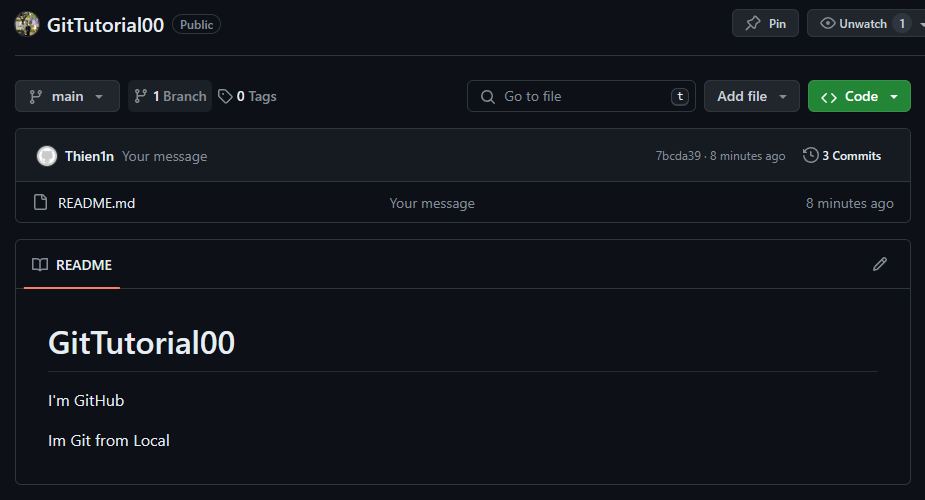 GitTutorial00 Public Pin Unwatch 1
main 1 Branch 0 Tags Go to file t Add file Code
Thien1n Your message 7bcda39 · 8 minutes ago 3 Commits
README.md Your message 8 minutes ago
README
GitTutorial00
I'm GitHub
Im Git from Local